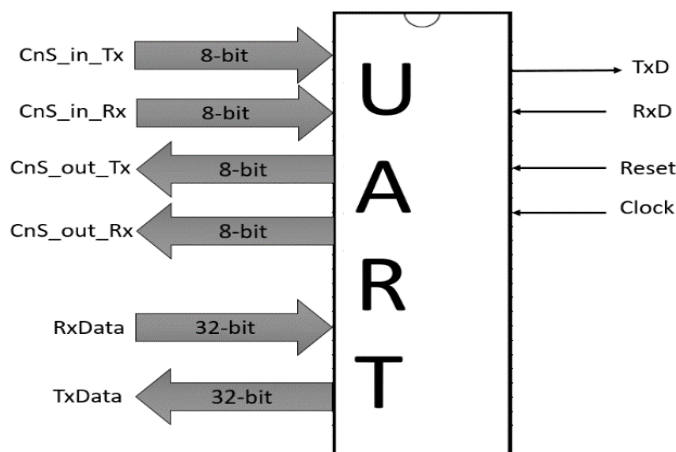 CnS_in_Tx
8-bit
CnS_in_Rx
8-bit
CnS_out_Tx
8-bit
CnS_out_Rx
8-bit
RxData
32-bit
TxData
32-bit
U
A
R
T
TxD
RxD
Reset
Clock